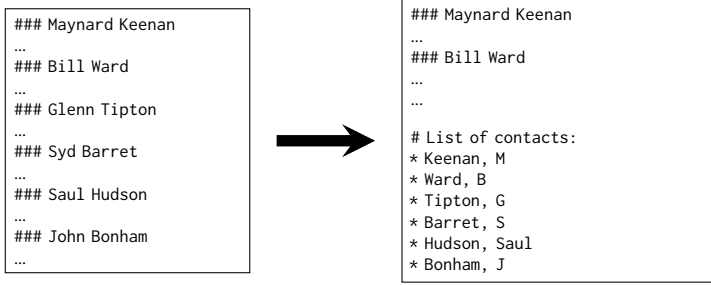 ### Maynard Keenan
...
### Bill Ward
...
### Glenn Tipton
...
### Syd Barret
...
### Saul Hudson
...
### John Bonham
...
### Maynard Keenan
...
### Bill Ward
...
...
# List of contacts:
* Keenan, M
* Ward, B
* Tipton, G
* Barret, S
* Hudson, Saul
* Bonham, J